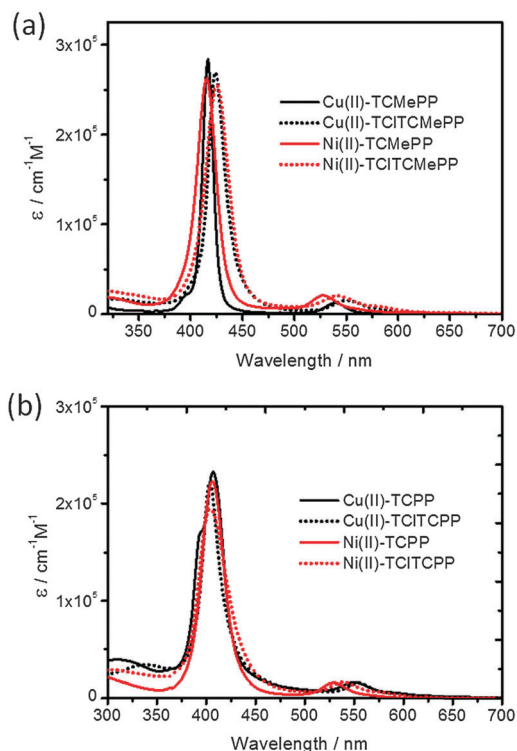 (a)
3x10⁵
2x10⁵
1x10⁵
0
ε / cm⁻¹M⁻¹
Cu(II)-TCMePP
Cu(II)-TClTCMePP
Ni(II)-TCMePP
Ni(II)-TClTCMePP
350 400 450 500 550 600 650 700
Wavelength / nm
(b)
3x10⁵
2x10⁵
1x10⁵
0
ε / cm⁻¹M⁻¹
Cu(II)-TCPP
Cu(II)-TClTCPP
Ni(II)-TCPP
Ni(II)-TClTCPP
300 350 400 450 500 550 600 650 700
Wavelength / nm